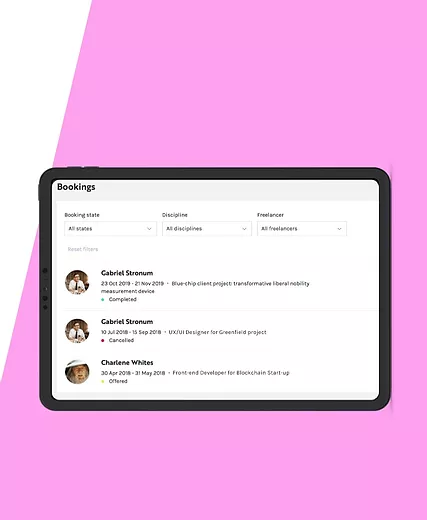 Bookings
Booking state Discipline Freelancer
All states All disciplines All freelancers
Reset filters
Gabriel Stronum
23 Oct 2019 - 21 Nov 2019 • Blue-chip client project: transformative liberal nobility
measurement device
Completed
Gabriel Stronum
10 Jul 2018 - 15 Sep 2018 • UX/UI Designer for Greenfield project
Cancelled
Charlene Whites
30 Apr 2018 - 31 May 2018 • Front-end Developer for Blockchain Start-up
Offered